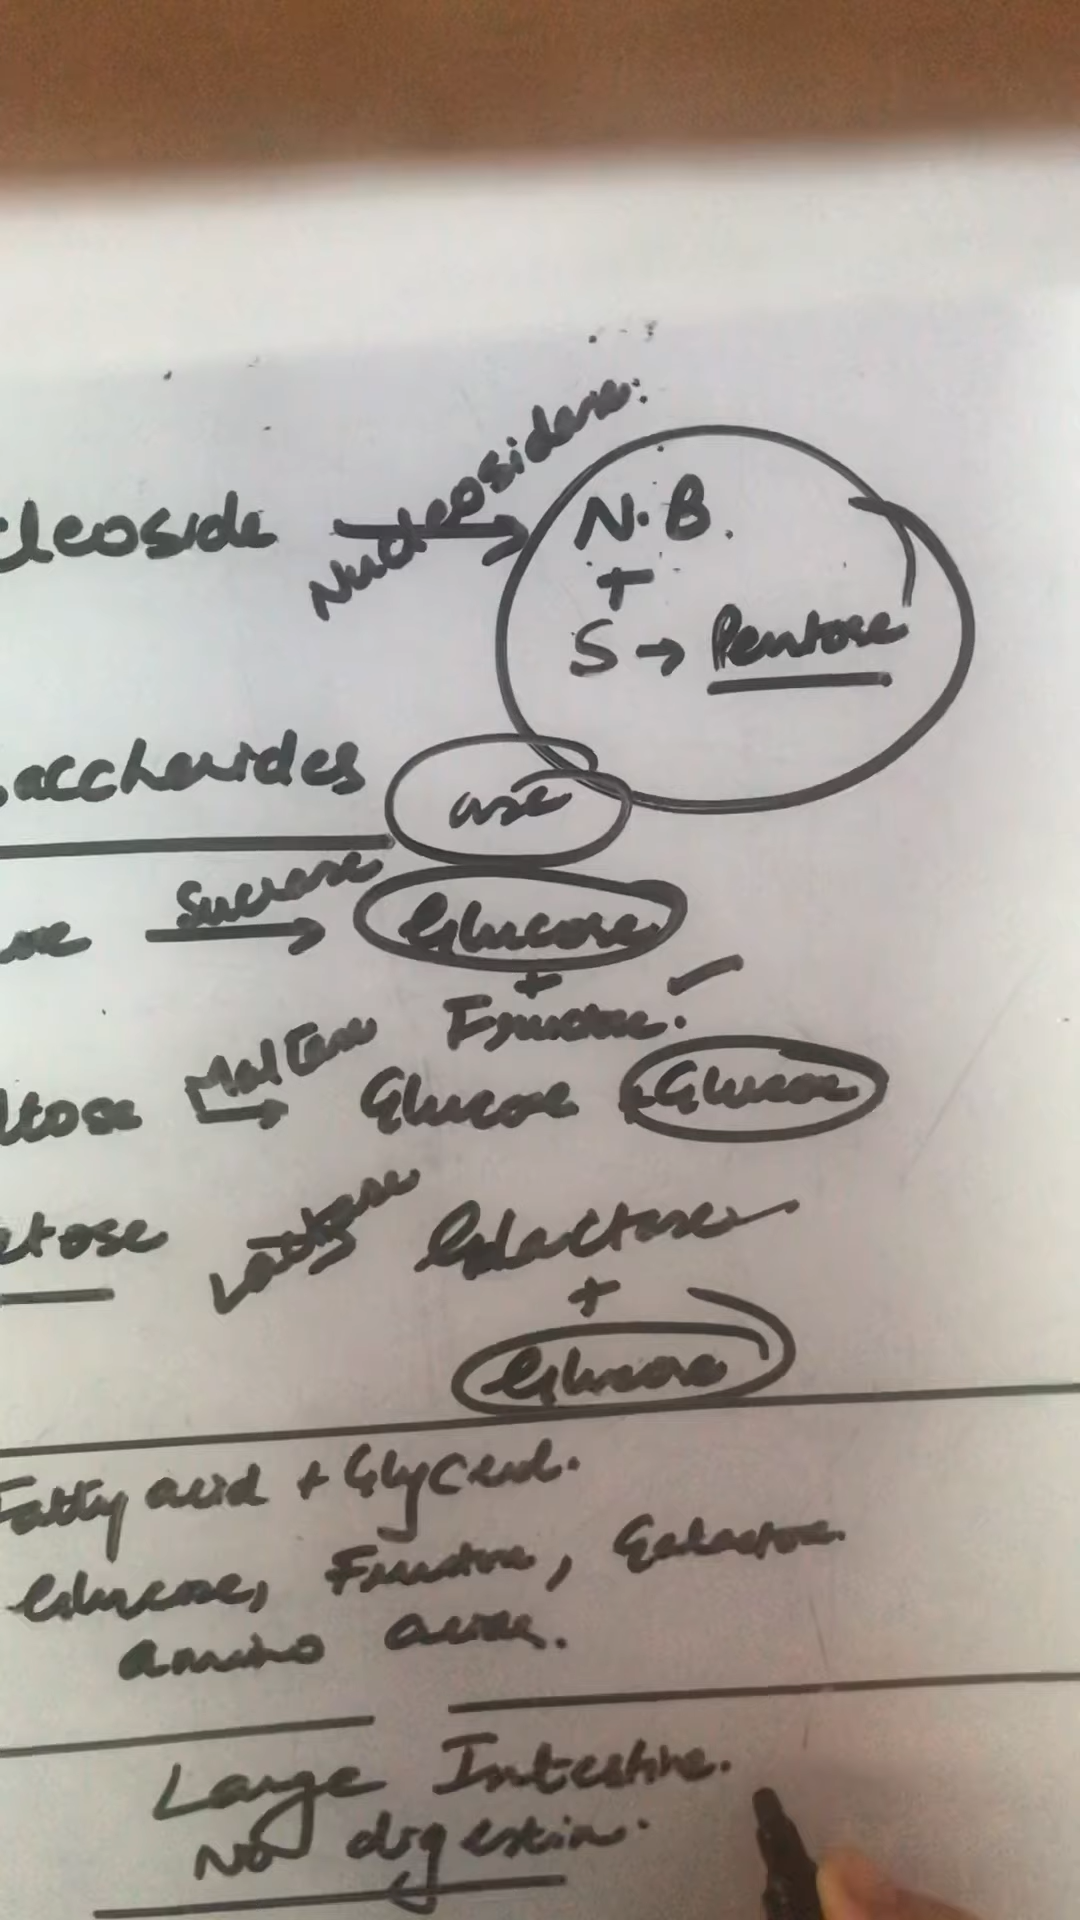 cleoside → Nucleosidase N.B.
+
S → Pentose
saccharides ase
ose Sucrase → Glucose
+
Fructose.
ltose Maltase → Glucose Glucose
ctose Lactase Galactose
+
Glucose
Fatty acid + Glycerol.
Glucose, Fructose, Galactose.
amino acids.
Large Intestine.
No digestion.